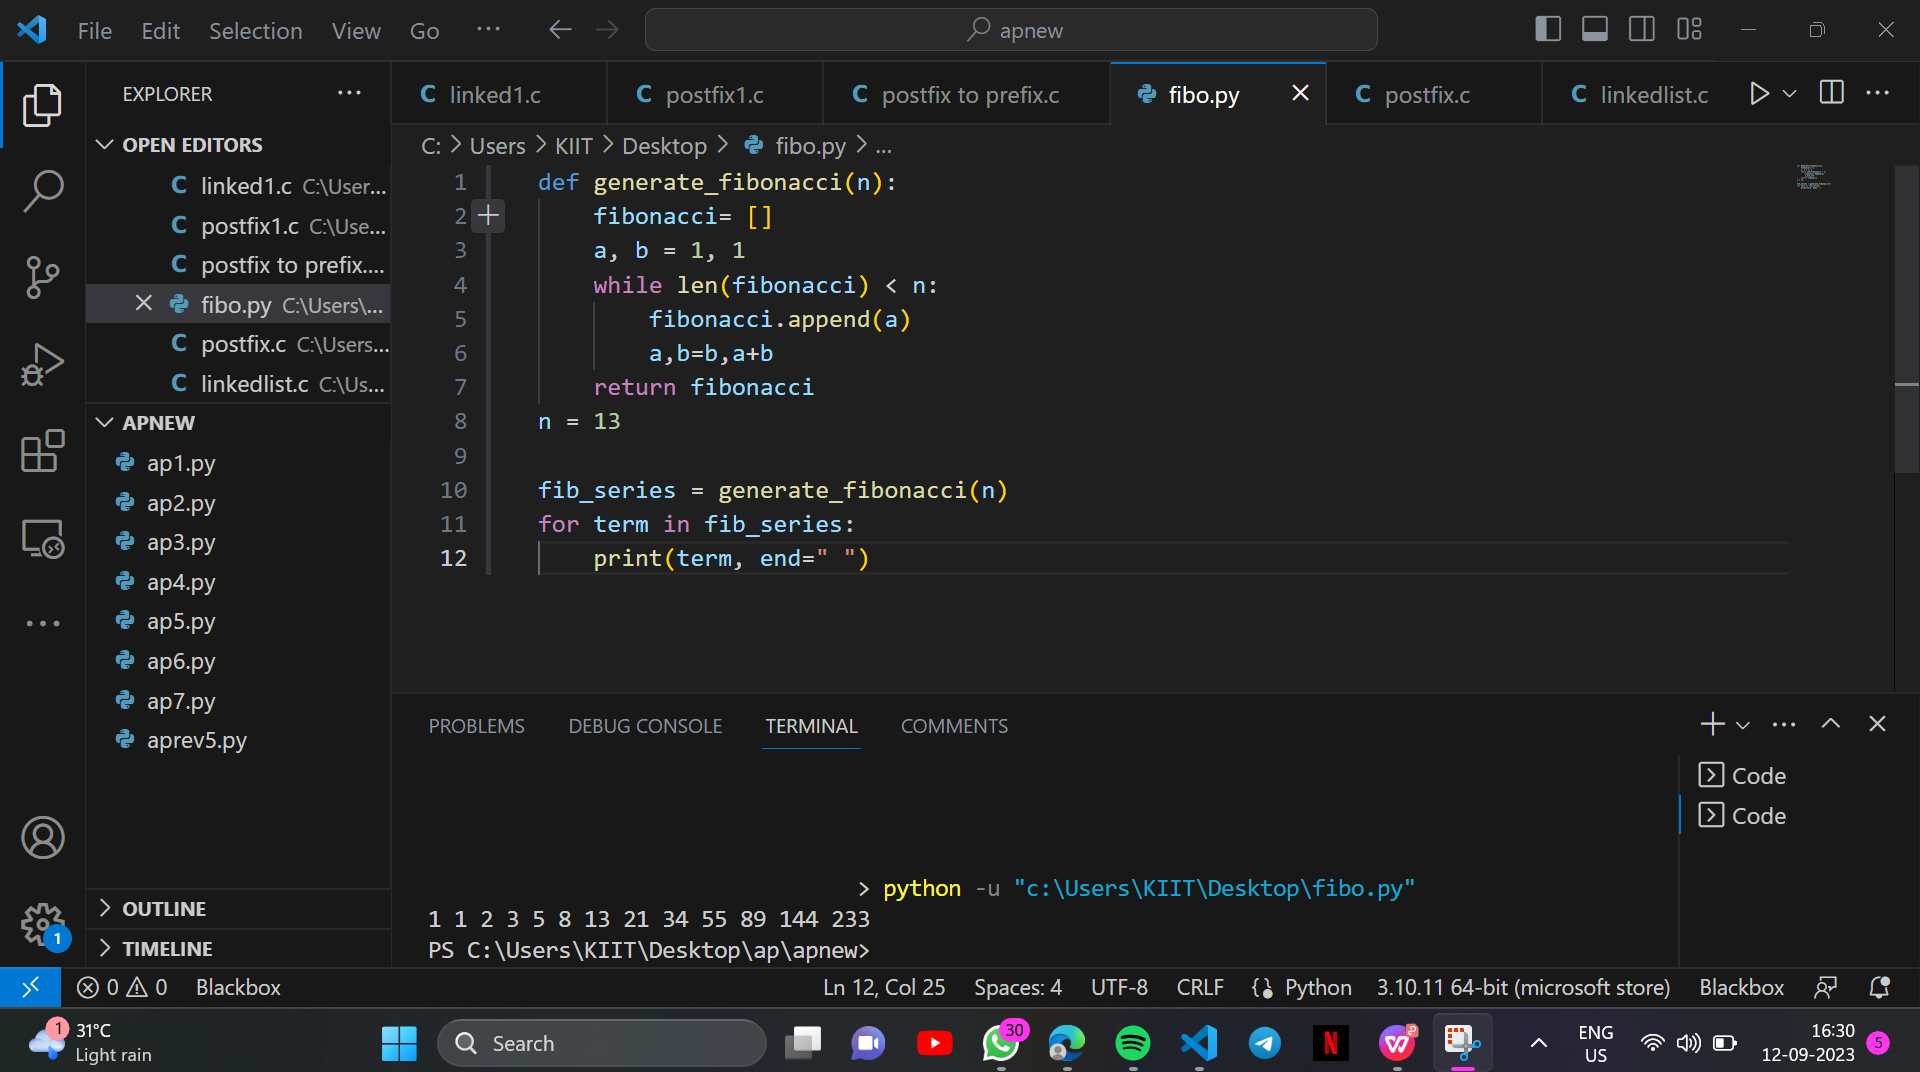 File Edit Selection View Go ··· apnew
EXPLORER ···
OPEN EDITORS
linked1.c C:\User...
postfix1.c C:\Use...
postfix to prefix....
fibo.py C:\Users\...
postfix.c C:\Users...
linkedlist.c C:\Us...
APNEW
ap1.py
ap2.py
ap3.py
ap4.py
ap5.py
ap6.py
ap7.py
aprev5.py
OUTLINE
TIMELINE
1
C linked1.c C postfix1.c C postfix to prefix.c fibo.py C postfix.c C linkedlist.c
C: > Users > KIIT > Desktop > fibo.py > ...
1 def generate_fibonacci(n):
2 fibonacci= []
3 a, b = 1, 1
4 while len(fibonacci) < n:
5 fibonacci.append(a)
6 a,b=b,a+b
7 return fibonacci
8 n = 13
9
10 fib_series = generate_fibonacci(n)
11 for term in fib_series:
12 print(term, end=" ")
PROBLEMS DEBUG CONSOLE TERMINAL COMMENTS
Code
Code
> python -u "c:\Users\KIIT\Desktop\fibo.py"
1 1 2 3 5 8 13 21 34 55 89 144 233
PS C:\Users\KIIT\Desktop\ap\apnew>
0 0 Blackbox Ln 12, Col 25 Spaces: 4 UTF-8 CRLF Python 3.10.11 64-bit (microsoft store) Blackbox
1 31°C
Light rain
Search
30
ENG
US
16:30
12-09-2023
5